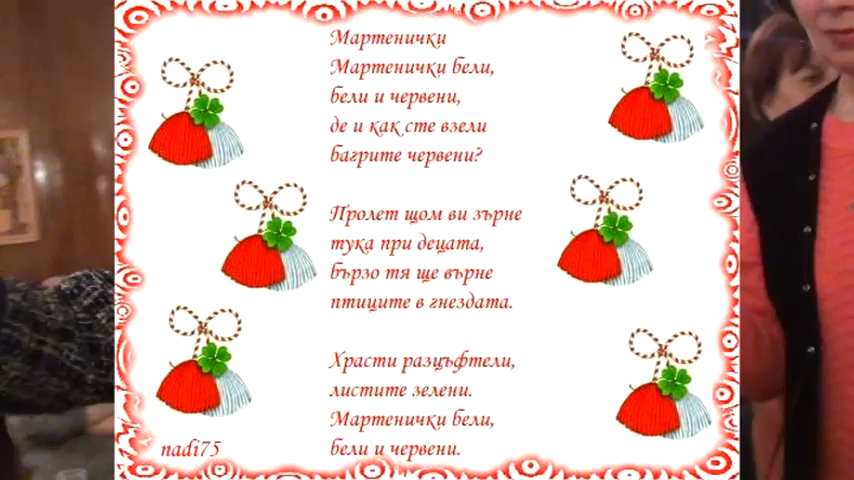 Мартенички
Мартенички бели,
бели и червени,
де и как сте взели
багрите червени?
Пролет щом ви зърне
тука при децата,
бързо тя ще върне
птиците в гнездата.
Храсти разцъфтели,
листите зелени.
Мартенички бели,
бели и червени.
nadi75